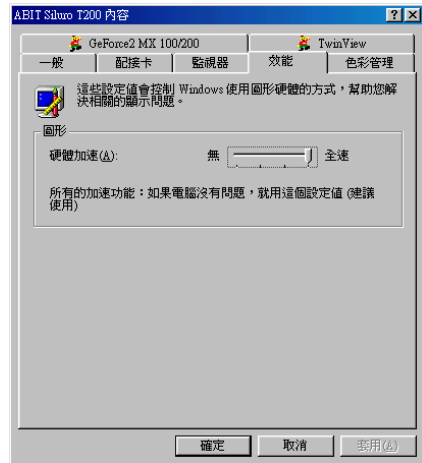 ABIT Siluro T200 內容
GeForce2 MX 100/200
TwinView
一般
配接卡
監視器
效能
色彩管理
這些設定值會控制 Windows 使用圖形硬體的方式，幫助您解
決相關的顯示問題。
圖形
硬體加速(A):
無
全速
所有的加速功能：如果電腦沒有問題，就用這個設定值 (建議
使用)
確定
取消
套用(A)